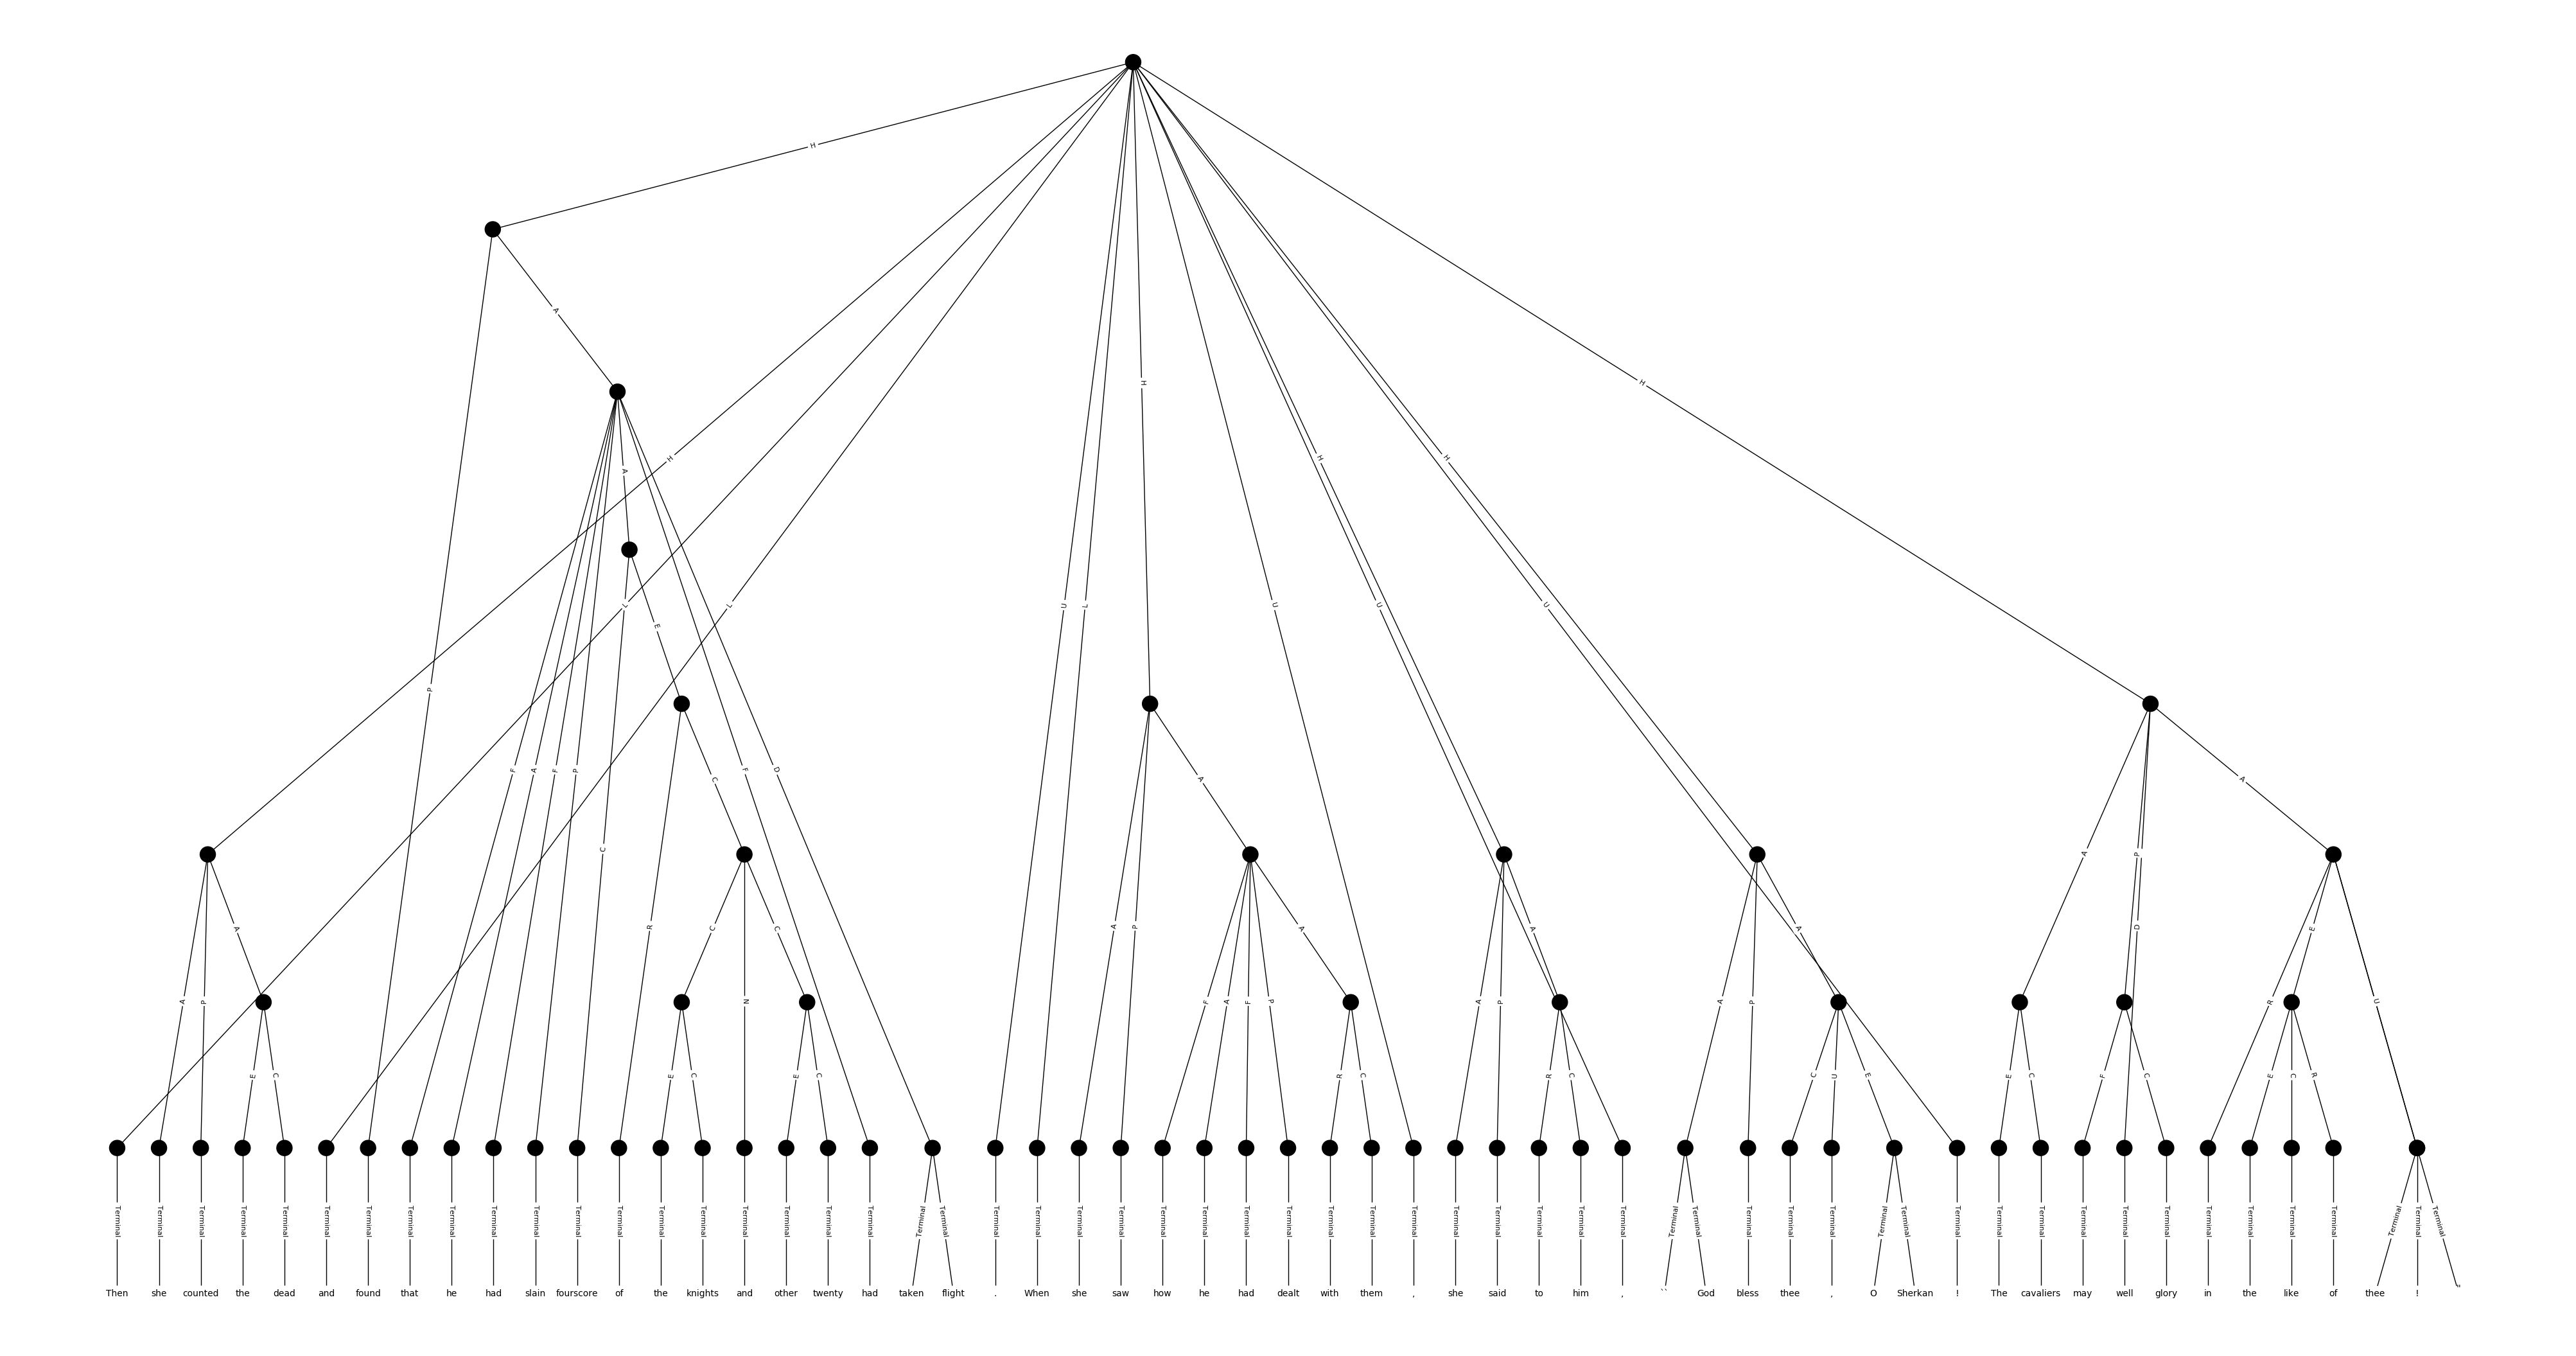 H
A
H
A
H
H
H
H
L
L
U
L
U
U
U
E
P
F
A
F
P
C
C
F
D
A
A
A
P
D
A
P
R
C
N
C
A
P
A
A
P
F
A
F
P
A
A
P
A
A
P
A
R
E
U
E
C
E
C
E
C
R
C
R
C
C
U
E
E
C
F
C
E
C
R
Terminal Terminal Terminal Terminal Terminal Terminal Terminal Terminal Terminal Terminal Terminal Terminal Terminal Terminal Terminal Terminal Terminal Terminal Terminal Terminal Terminal Terminal Terminal Terminal Terminal Terminal Terminal Terminal Terminal Terminal Terminal Terminal Terminal Terminal Terminal Terminal Terminal Terminal Terminal Terminal Terminal Terminal Terminal Terminal Terminal Terminal Terminal Terminal Terminal Terminal Terminal Terminal Terminal Terminal Terminal Terminal Terminal
Then she counted the dead and found that he had slain fourscore of the knights and other twenty had taken flight . When she saw how he had dealt with them , she said to him , `` God bless thee , O Sherkan ! The cavaliers may well glory in the like of thee ! ''